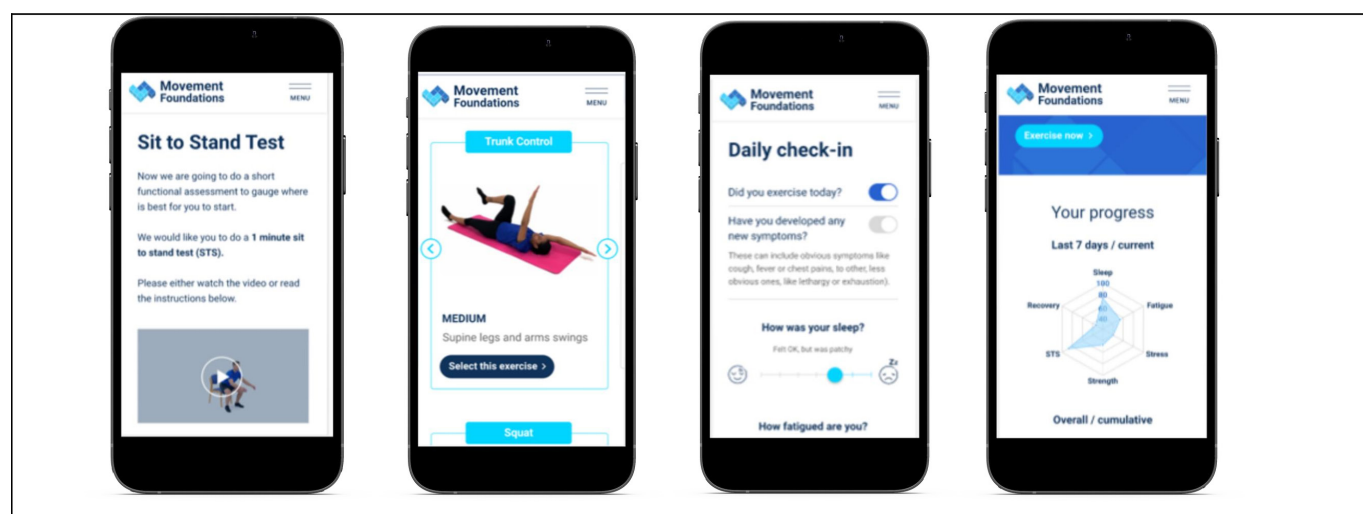 Movement
Foundations
MENU
Sit to Stand Test
Now we are going to do a short
functional assessment to gauge where
is best for you to start.
We would like you to do a 1 minute sit
to stand test (STS).
Please either watch the video or read
the instructions below.
Movement
Foundations
MENU
Trunk Control
MEDIUM
Supine legs and arms swings
Select this exercise >
Squat
Movement
Foundations
MENU
Daily check-in
Did you exercise today?
Have you developed any
new symptoms?
These can include obvious symptoms like
cough, fever or chest pains, to other, less
obvious ones, like lethargy or exhaustion).
How was your sleep?
Felt OK, but was patchy
Zz
How fatigued are you?
Movement
Foundations
MENU
Exercise now >
Your progress
Last 7 days / current
Sleep
100
80
60
40
Recovery
Fatigue
STS
Stress
Strength
Overall / cumulative